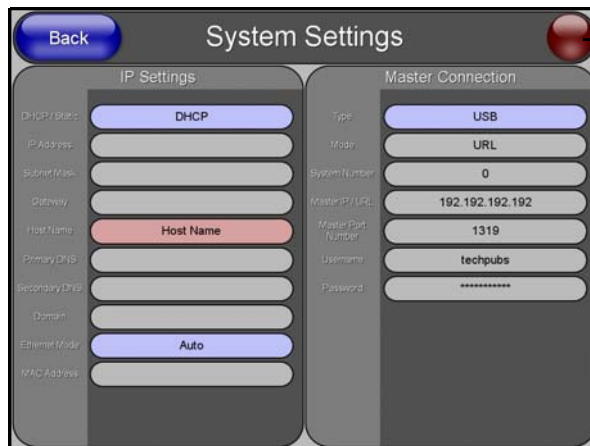 Back
System Settings
IP Settings
DHCP / Static
DHCP
IP Address
Subnet Mask
Gateway
Host Name
Host Name
Primary DNS
Secondary DNS
Domain
Ethernet Mode
Auto
MAC Address
Master Connection
Type
USB
Mode
URL
System Number
0
Master IP / URL
192.192.192.192
Master Port
Number
1319
Username
techpubs
Password
***********